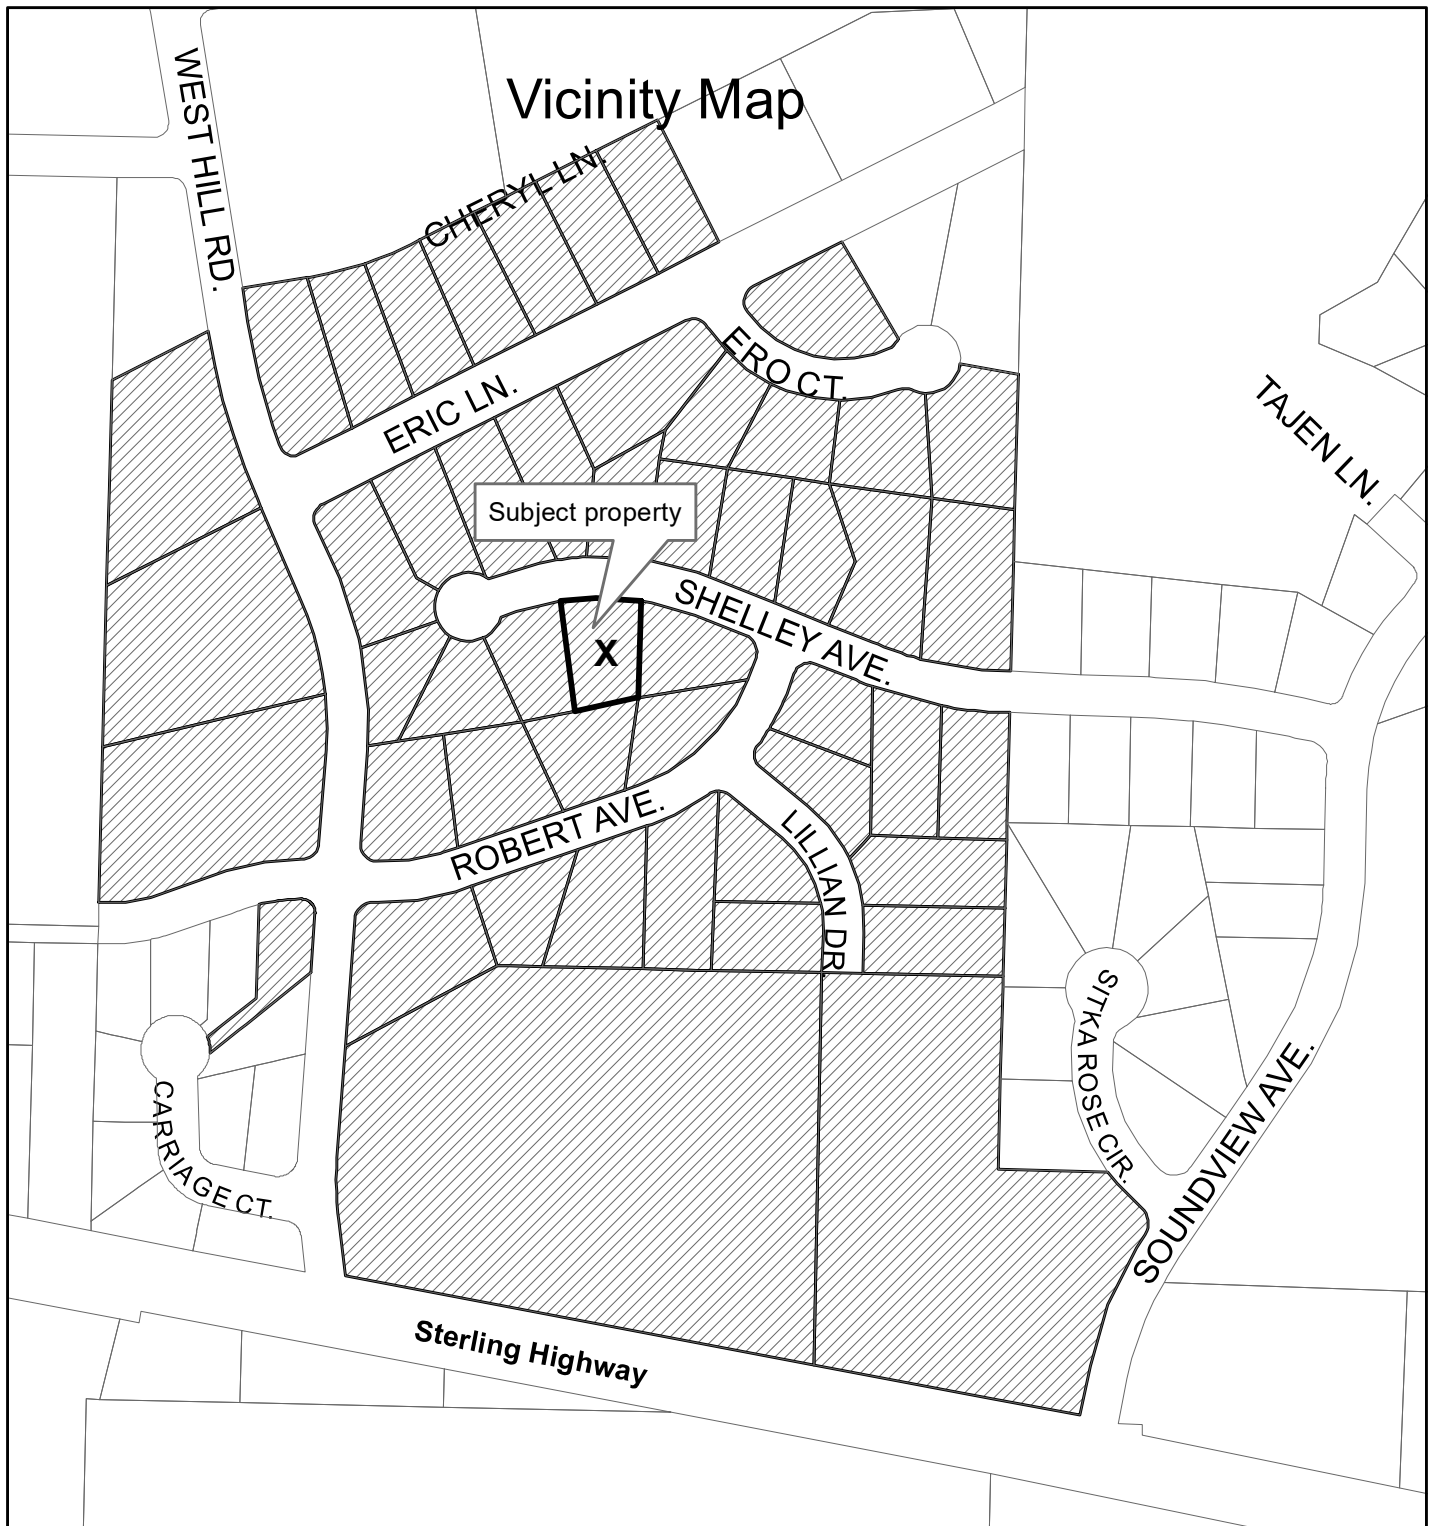 Vicinity Map
WEST HILL RD.
CHERYL LN.
ERO CT.
ERIC LN.
TAJEN LN.
Subject property
SHELLEY AVE.
X
ROBERT AVE.
LILLIAN DR.
SITKA ROSE CIR.
SOUNDVIEW AVE.
CARRIAGE CT.
Sterling Highway